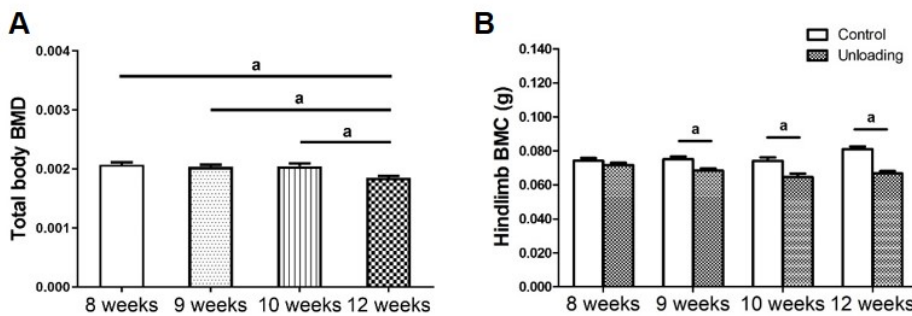 A
Total body BMD
0.004
0.003
0.002
0.001
0.000
a
a
a
8 weeks 9 weeks 10 weeks 12 weeks
B
Control
Unloading
Hindlimb BMC (g)
0.140
0.120
0.100
0.080
0.060
0.040
0.020
0.000
a
a
a
8 weeks 9 weeks 10 weeks 12 weeks